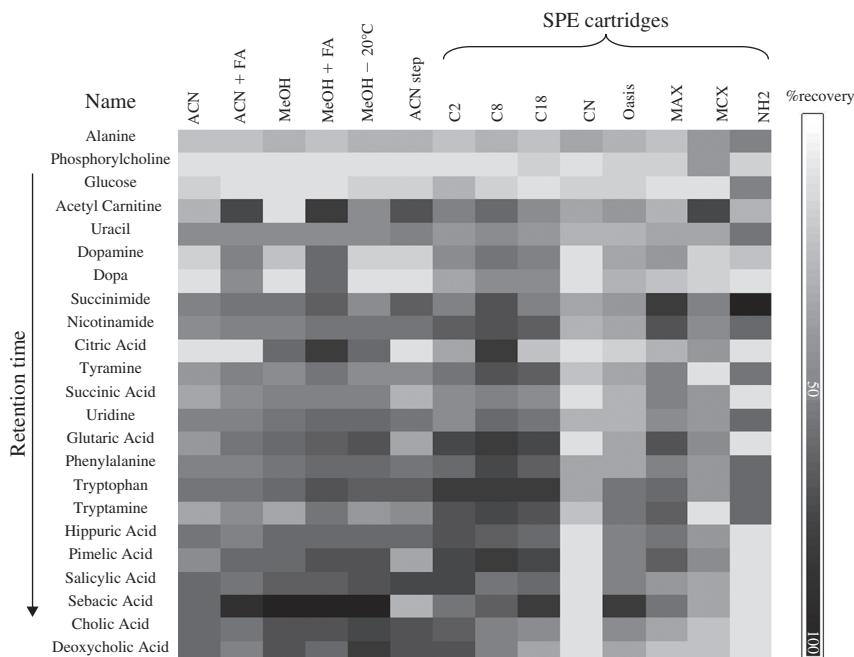 SPE cartridges
Name
ACN
ACN + FA
MeOH
MeOH + FA
MeOH − 20°C
ACN step
C2
C8
C18
CN
Oasis
MAX
MCX
NH2
%recovery
Alanine
Phosphorylcholine
Glucose
Acetyl Carnitine
Uracil
Dopamine
Dopa
Succinimide
Nicotinamide
Citric Acid
Tyramine
Succinic Acid
Uridine
Glutaric Acid
Phenylalanine
Tryptophan
Tryptamine
Hippuric Acid
Pimelic Acid
Salicylic Acid
Sebacic Acid
Cholic Acid
Deoxycholic Acid
Retention time
50
100